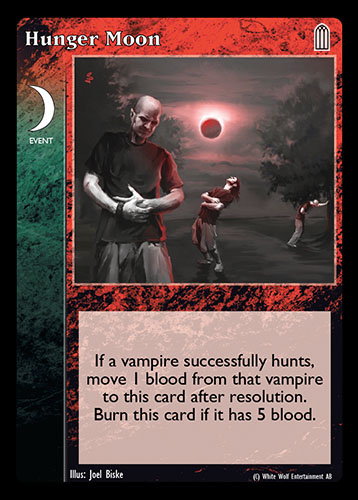 Hunger Moon
EVENT
If a vampire successfully hunts,
move 1 blood from that vampire
to this card after resolution.
Burn this card if it has 5 blood.
Illus: Joel Biske
(C) White Wolf Entertainment AB